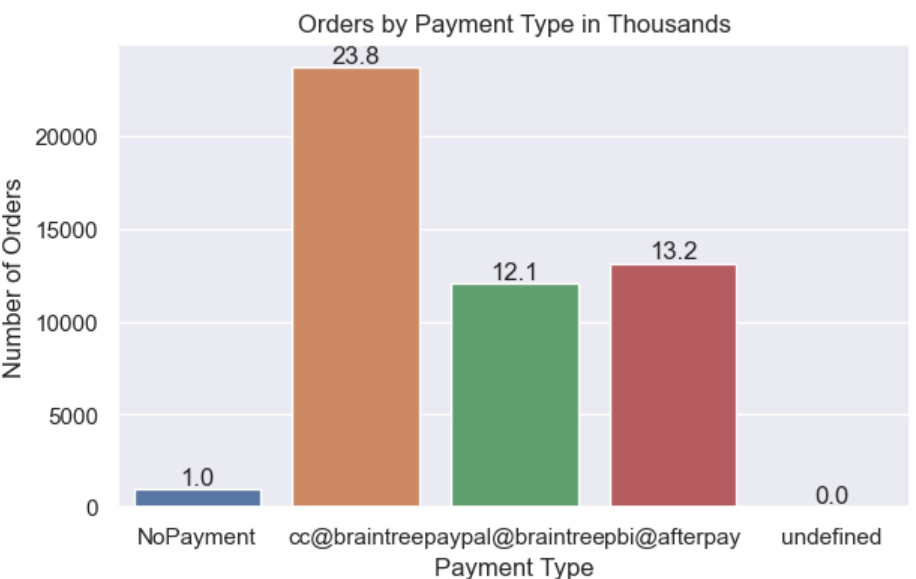 Orders by Payment Type in Thousands
23.8
20000
Number of Orders
15000
13.2
12.1
10000
5000
1.0
0.0
0
NoPayment cc@braintreepaypal@braintreepbi@afterpay undefined
Payment Type